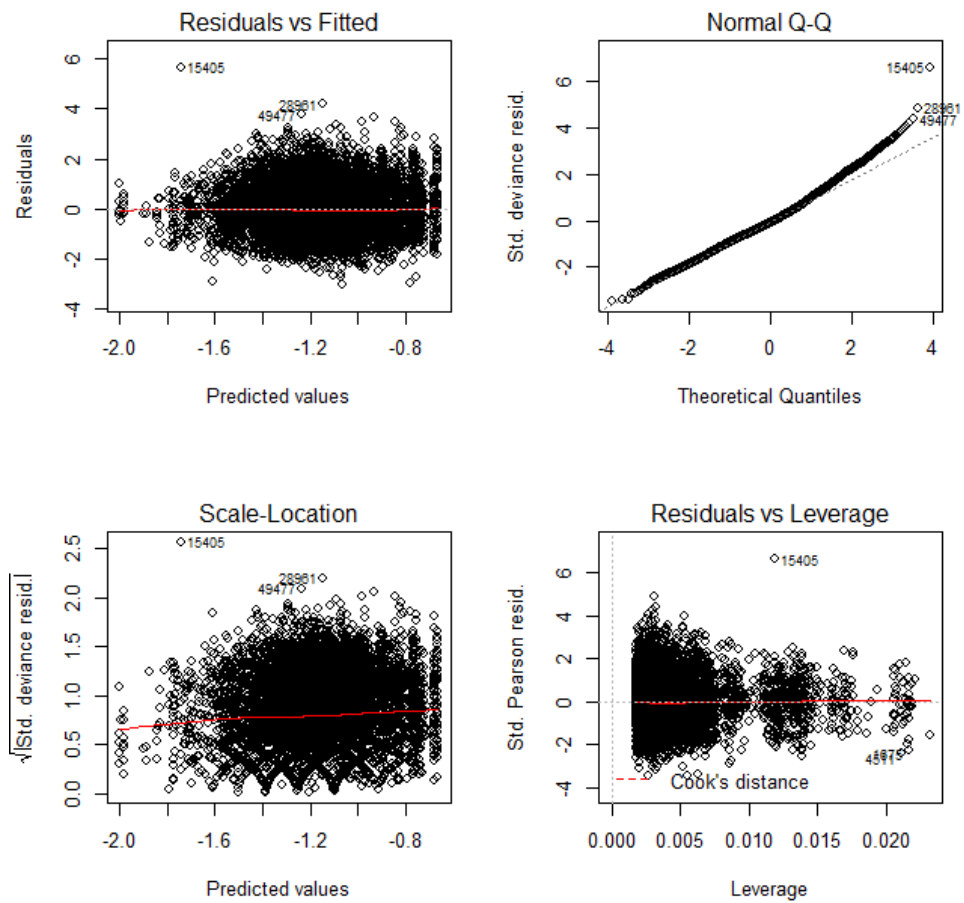 Residuals vs Fitted
Residuals
6
4
2
0
-2
-4
15405
28961
49477
-2.0 -1.6 -1.2 -0.8
Predicted values
Normal Q-Q
Std. deviance resid.
6
4
2
0
-2
15405
28961
49477
-4 -2 0 2 4
Theoretical Quantiles
Scale-Location
√|Std. deviance resid.|
2.5
2.0
1.5
1.0
0.5
0.0
15405
28961
49477
-2.0 -1.6 -1.2 -0.8
Predicted values
Residuals vs Leverage
Std. Pearson resid.
6
4
2
0
-2
-4
15405
Cook's distance
0.000 0.005 0.010 0.015 0.020
Leverage